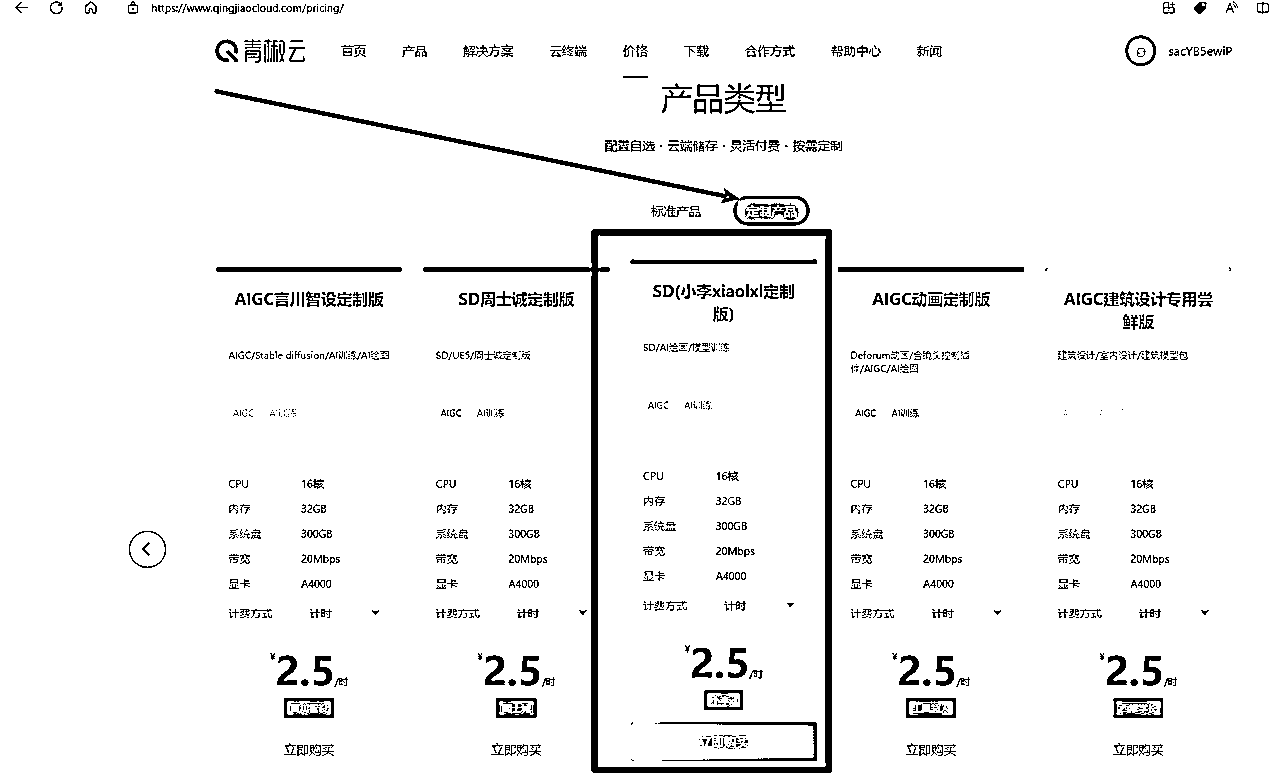 https://www.qingjiaocloud.com/pricing/
青椒云 首页 产品 解决方案 云终端 价格 下载 合作方式 帮助中心 新闻 sacYB5ewiP
产品类型
配置自选 · 云端储存 · 灵活付费 · 按需定制
标准产品 定制产品
AIGC言川智设定制版
AIGC/Stable diffusion/AI训练/AI绘图
AIGC AI训练
CPU 16核
内存 32GB
系统盘 300GB
带宽 20Mbps
显卡 A4000
计费方式 计时
¥2.5/时
立即购买
SD周士诚定制版
SD/UE5/周士诚定制版
AIGC AI训练
CPU 16核
内存 32GB
系统盘 300GB
带宽 20Mbps
显卡 A4000
计费方式 计时
¥2.5/时
立即购买
SD(小李xiaolxl定制
版)
SD/AI绘画/模型训练
AIGC AI训练
CPU 16核
内存 32GB
系统盘 300GB
带宽 20Mbps
显卡 A4000
计费方式 计时
¥2.5/时
立即购买
AIGC动画定制版
Deforum动画/含镜头控制插
件/AIGC/AI绘图
AIGC AI训练
CPU 16核
内存 32GB
系统盘 300GB
带宽 20Mbps
显卡 A4000
计费方式 计时
¥2.5/时
立即购买
AIGC建筑设计专用尝
鲜版
建筑设计/室内设计/建筑模型包
CPU 16核
内存 32GB
系统盘 300GB
带宽 20Mbps
显卡 A4000
计费方式 计时
¥2.5/时
立即购买